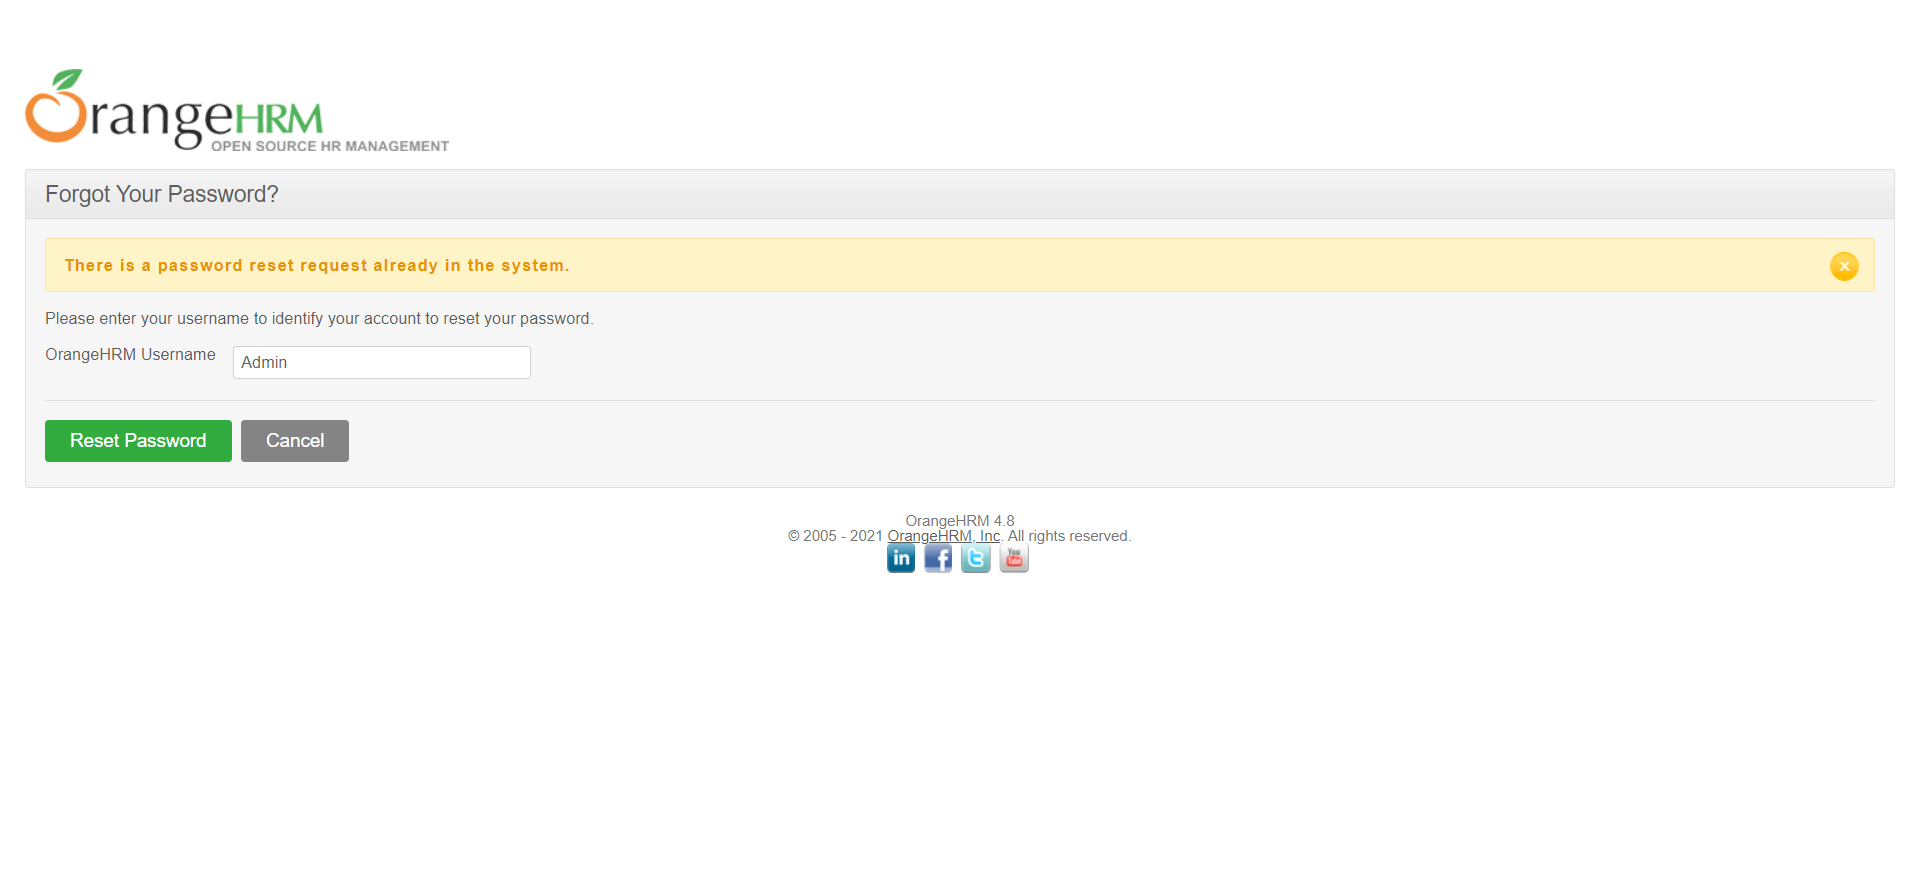 OrangeHRM
OPEN SOURCE HR MANAGEMENT
Forgot Your Password?
There is a password reset request already in the system.
x
Please enter your username to identify your account to reset your password.
OrangeHRM Username Admin
Reset Password Cancel
OrangeHRM 4.8
© 2005 - 2021 OrangeHRM, Inc. All rights reserved.
in f t You Tube